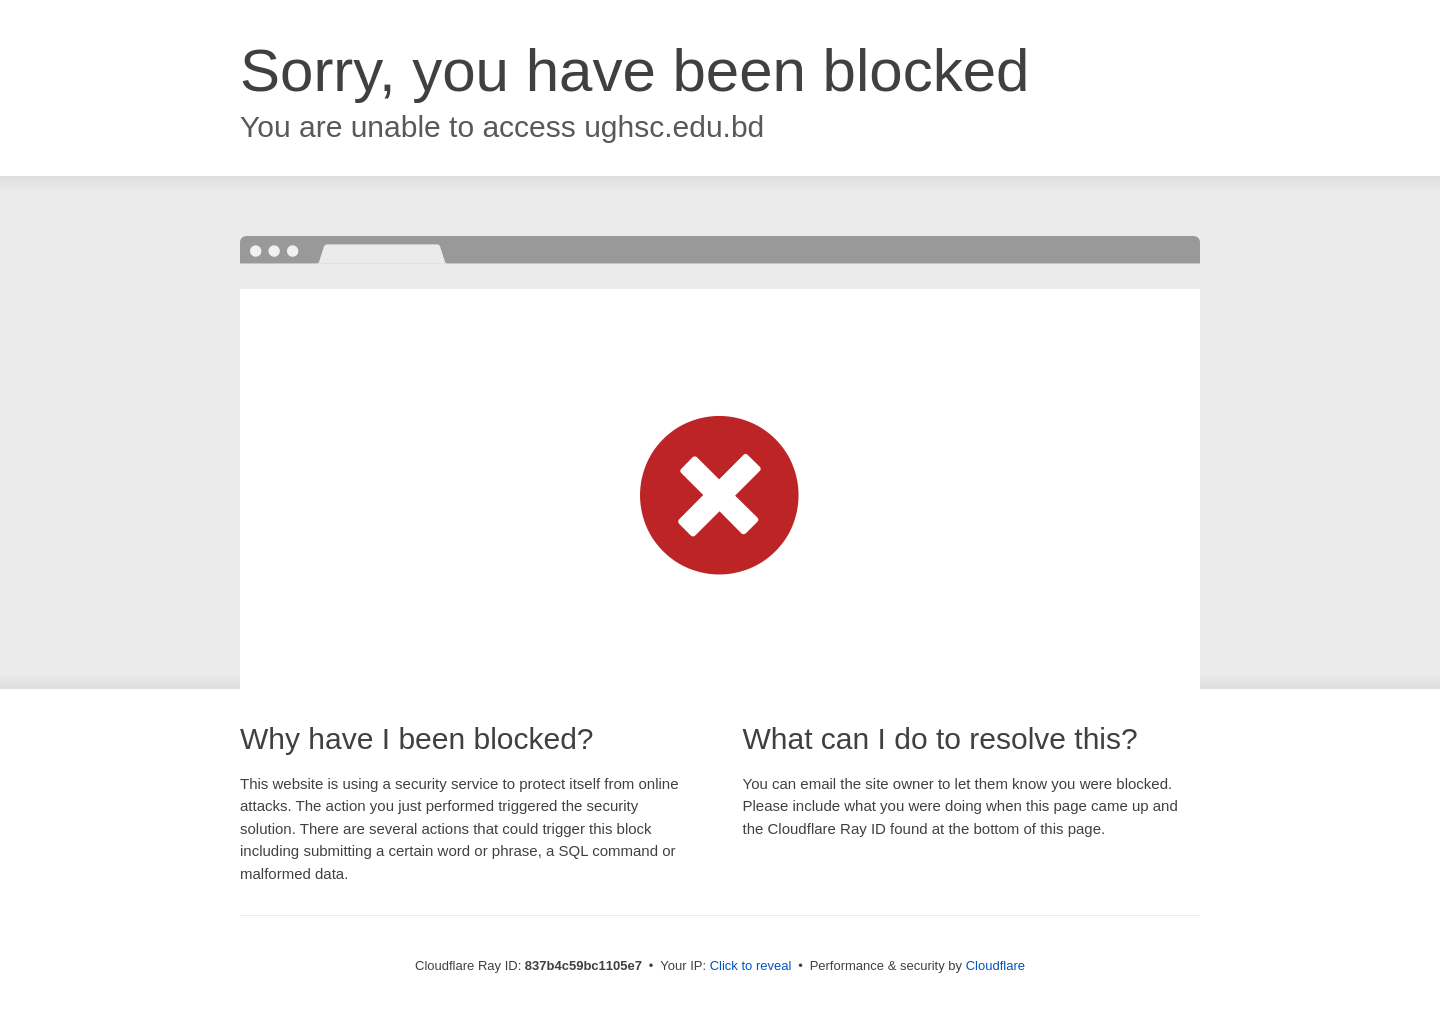 Sorry, you have been blocked
You are unable to access ughsc.edu.bd
Why have I been blocked?
This website is using a security service to protect itself from online
attacks. The action you just performed triggered the security
solution. There are several actions that could trigger this block
including submitting a certain word or phrase, a SQL command or
malformed data.
What can I do to resolve this?
You can email the site owner to let them know you were blocked.
Please include what you were doing when this page came up and
the Cloudflare Ray ID found at the bottom of this page.
Cloudflare Ray ID: 837b4c59bc1105e7 • Your IP: Click to reveal • Performance & security by Cloudflare